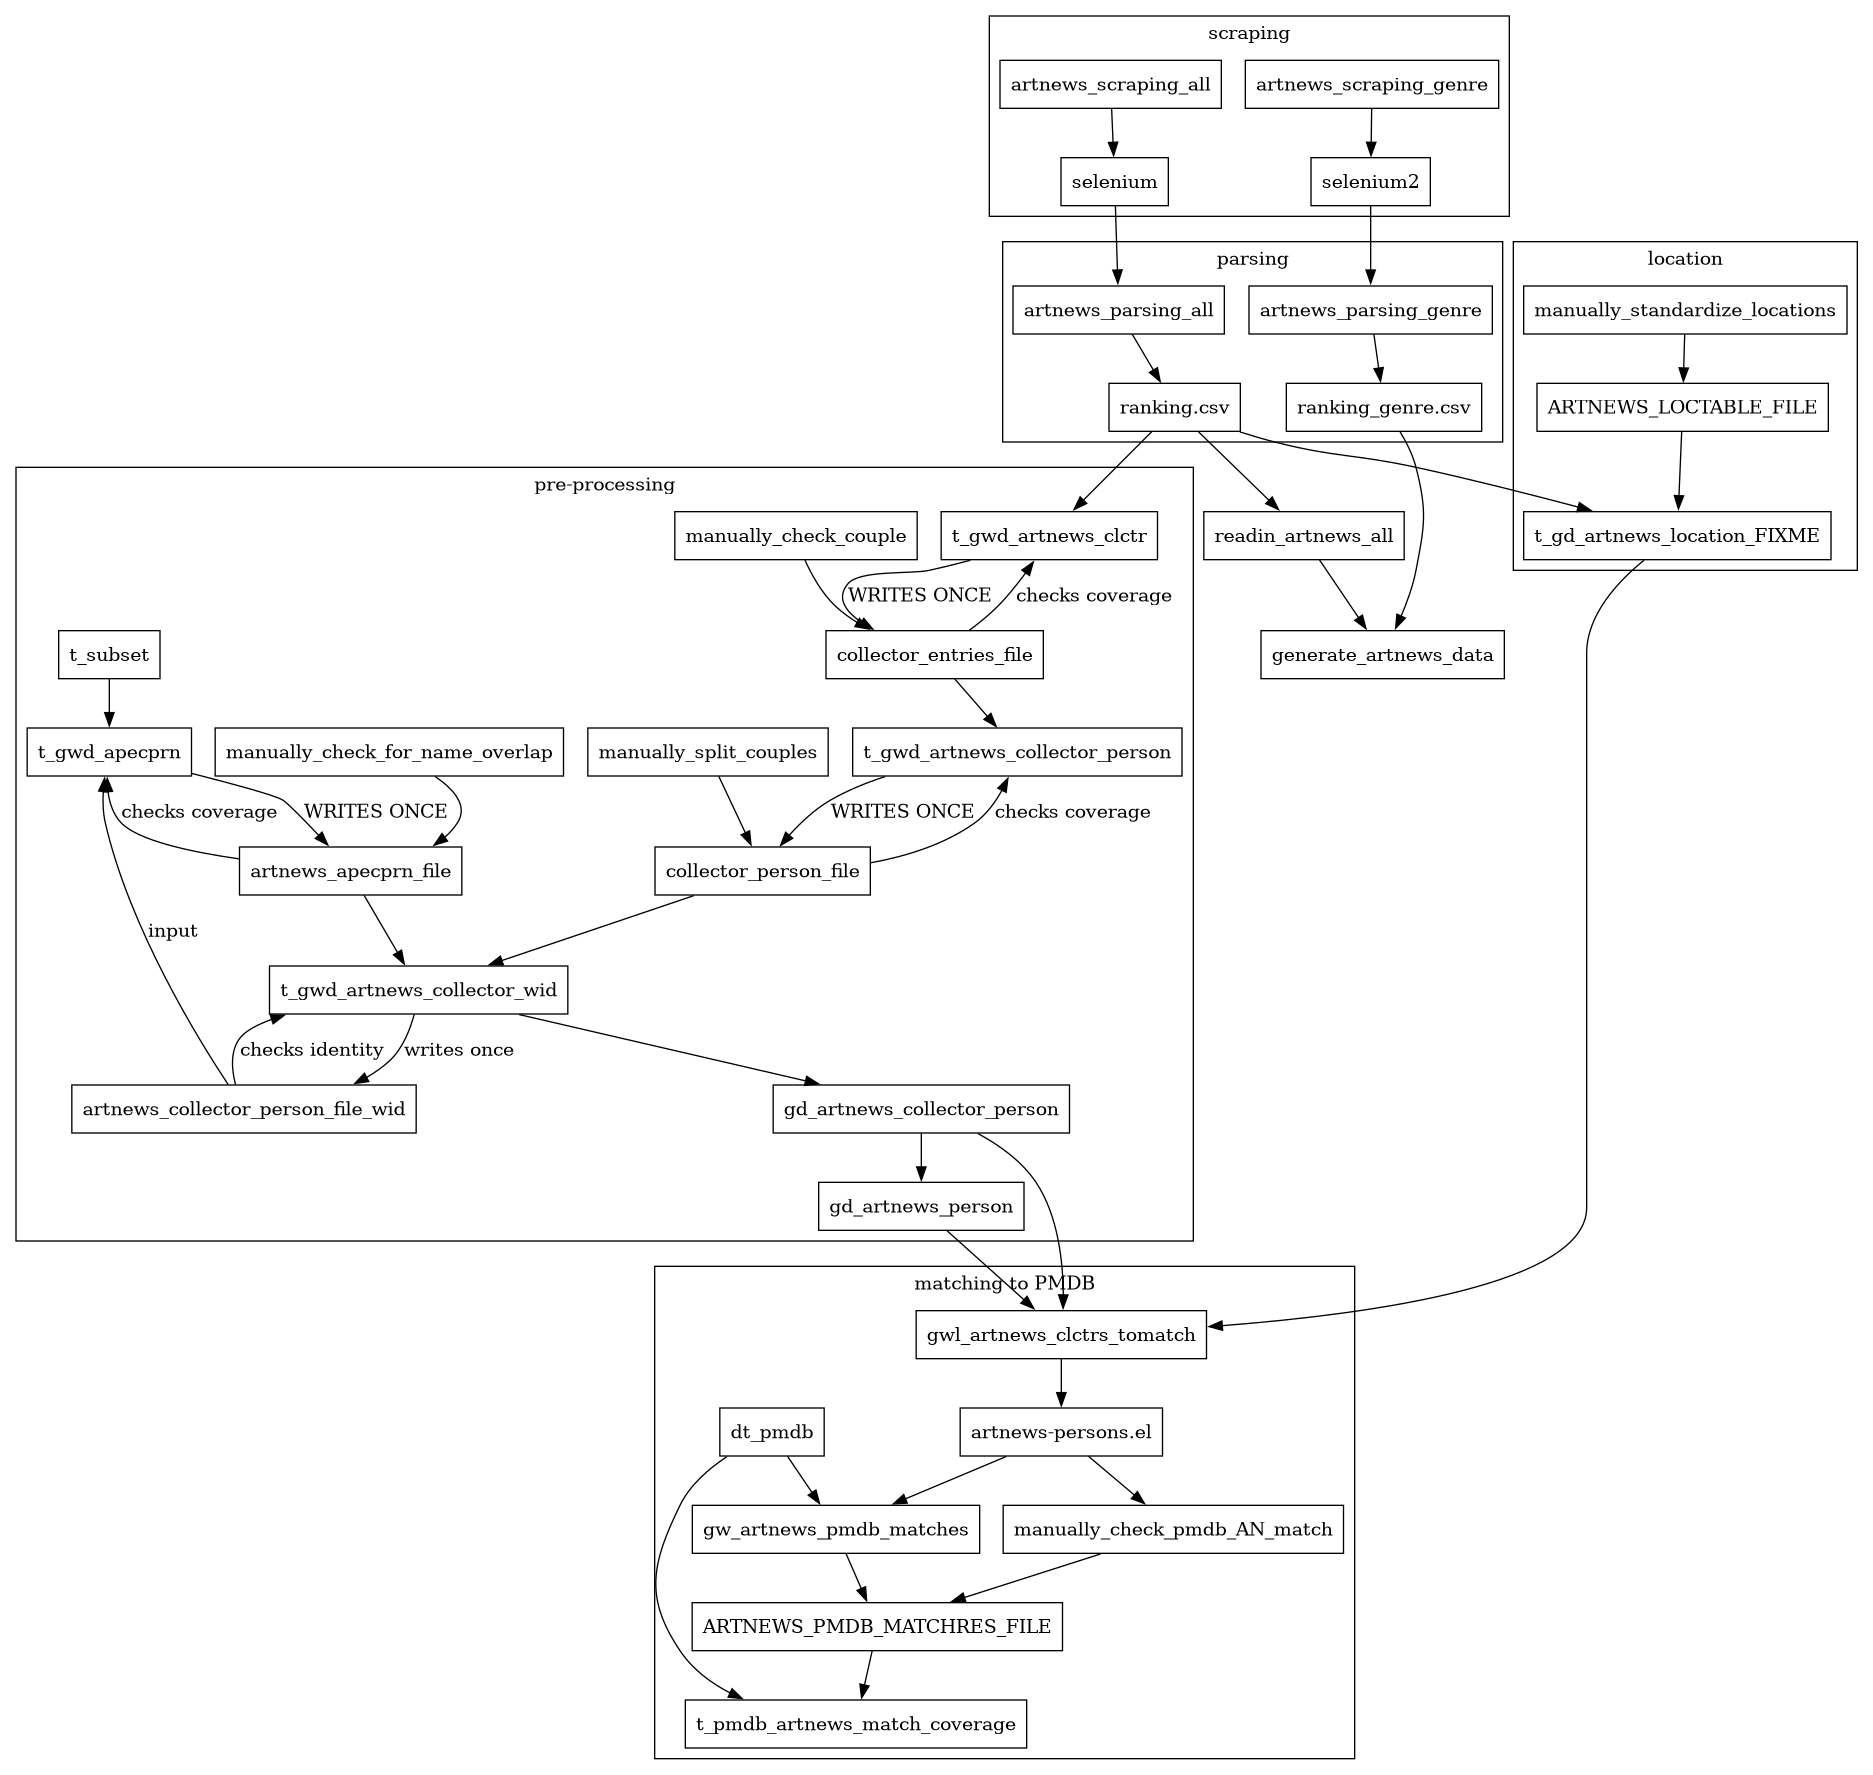 scraping
artnews_scraping_all
artnews_scraping_genre
selenium
selenium2
parsing
location
artnews_parsing_all
artnews_parsing_genre
manually_standardize_locations
ranking.csv
ranking_genre.csv
ARTNEWS_LOCTABLE_FILE
pre-processing
manually_check_couple
t_gwd_artnews_clctr
readin_artnews_all
t_gd_artnews_location_FIXME
WRITES ONCE
checks coverage
t_subset
collector_entries_file
generate_artnews_data
t_gwd_apecprn
manually_check_for_name_overlap
manually_split_couples
t_gwd_artnews_collector_person
checks coverage
WRITES ONCE
WRITES ONCE
checks coverage
artnews_apecprn_file
collector_person_file
input
t_gwd_artnews_collector_wid
checks identity
writes once
artnews_collector_person_file_wid
gd_artnews_collector_person
gd_artnews_person
matching to PMDB
gwl_artnews_clctrs_tomatch
dt_pmdb
artnews-persons.el
gw_artnews_pmdb_matches
manually_check_pmdb_AN_match
ARTNEWS_PMDB_MATCHRES_FILE
t_pmdb_artnews_match_coverage